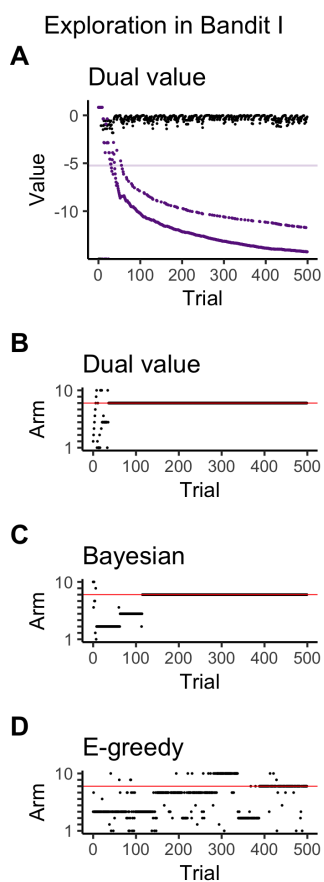 Exploration in Bandit I
A
Dual value
0
-5
-10
Value
0 100 200 300 400 500
Trial
B
Dual value
10
1
Arm
0 100 200 300 400 500
Trial
C
Bayesian
10
1
Arm
0 100 200 300 400 500
Trial
D
E-greedy
10
1
Arm
0 100 200 300 400 500
Trial